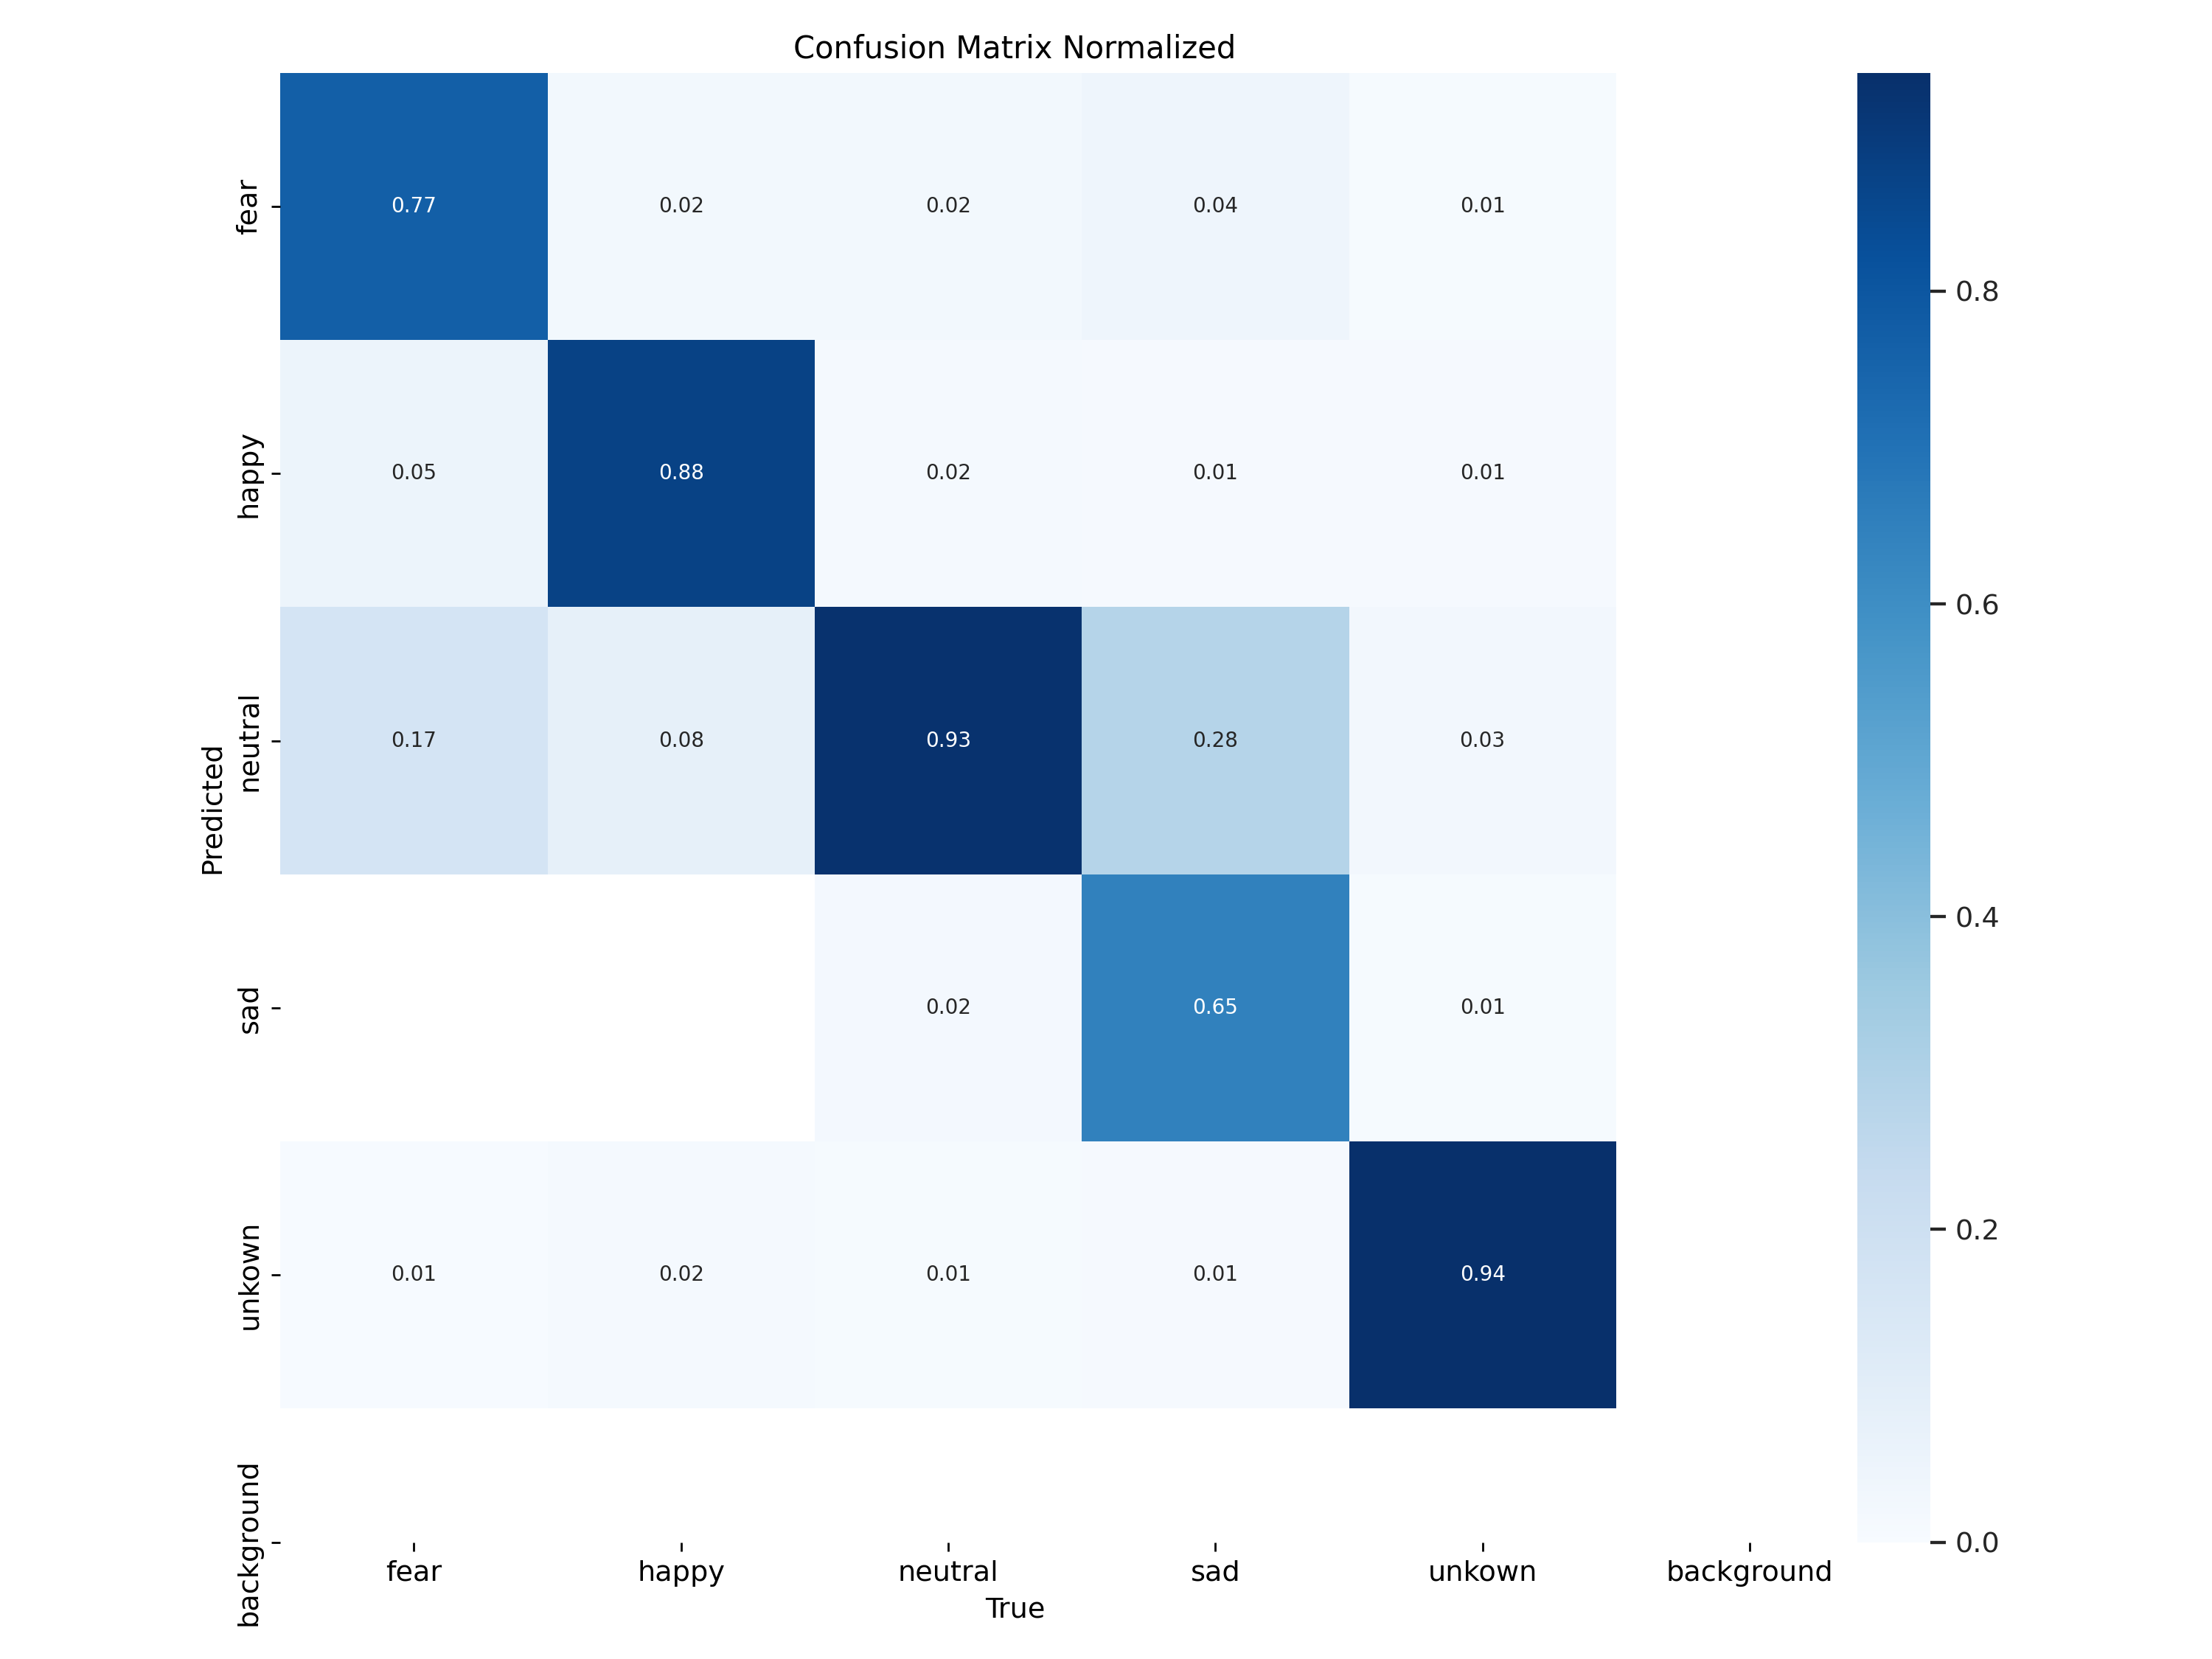 Confusion Matrix Normalized
fear
0.77 0.02 0.02 0.04 0.01
happy
0.05 0.88 0.02 0.01 0.01
neutral
0.17 0.08 0.93 0.28 0.03
sad
0.02 0.65 0.01
unkown
0.01 0.02 0.01 0.01 0.94
background
Predicted
fear happy neutral sad unkown background
True
0.8
0.6
0.4
0.2
0.0